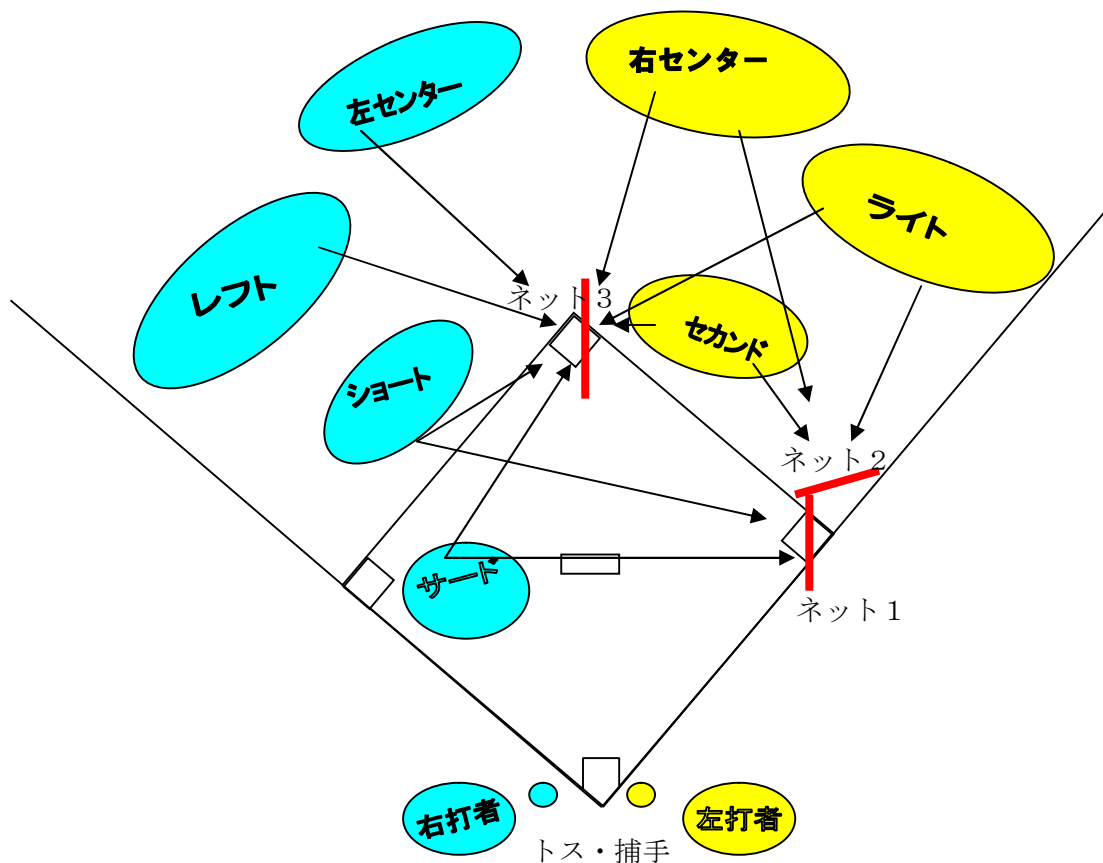 左センター
右センター
ライト
レフト
ネット３
セカンド
ショート
ネット２
サード
ネット１
右打者
左打者
トス・捕手